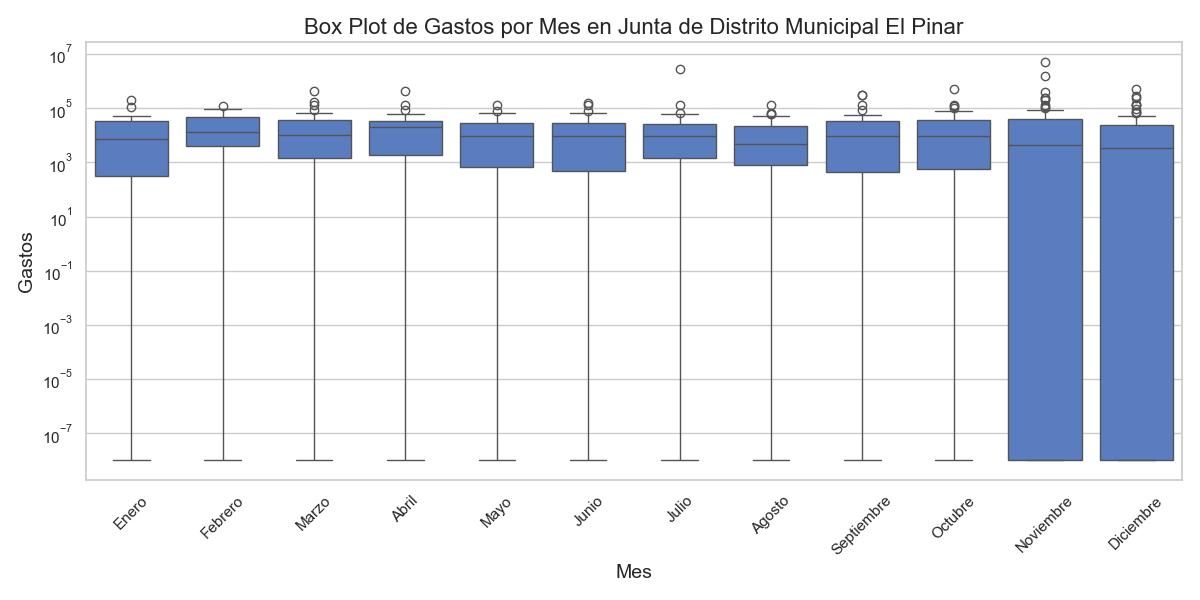 Box Plot de Gastos por Mes en Junta de Distrito Municipal El Pinar
Gastos
10^7
10^5
10^3
10^1
10^−1
10^−3
10^−5
10^−7
Enero
Febrero
Marzo
Abril
Mayo
Junio
Julio
Agosto
Septiembre
Octubre
Noviembre
Diciembre
Mes